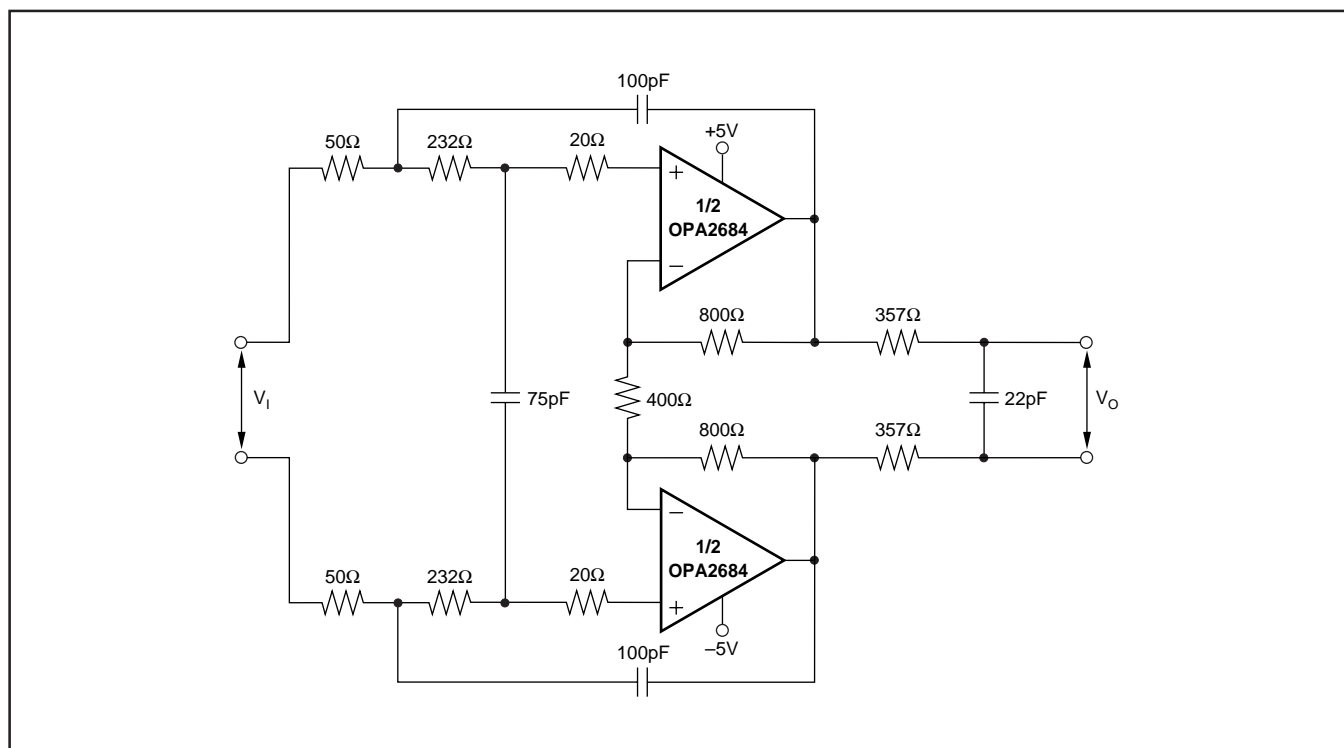 100pF
50Ω
232Ω
20Ω
+5V
+
1/2
OPA2684
−
800Ω
357Ω
V_I
75pF
400Ω
22pF
V_O
800Ω
357Ω
−
1/2
OPA2684
50Ω
232Ω
20Ω
+
–5V
100pF